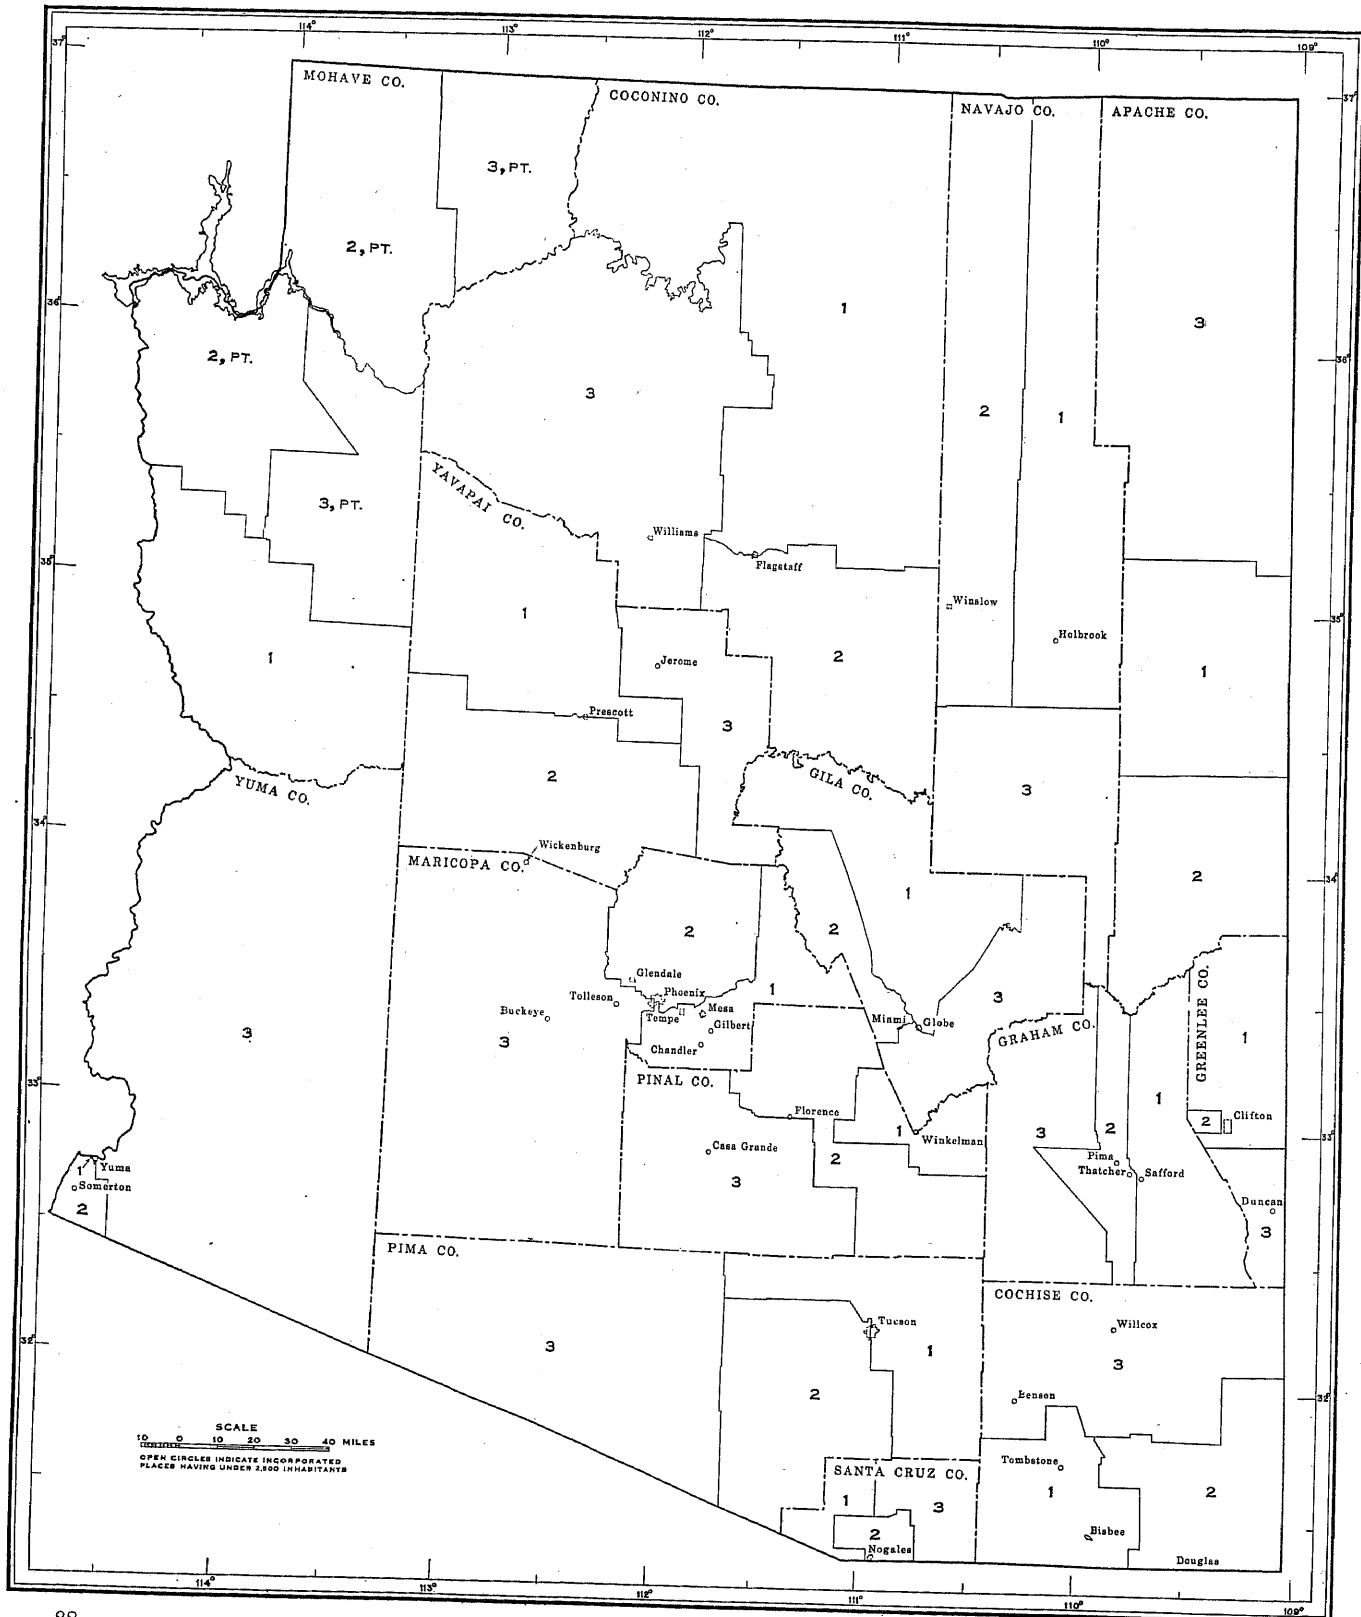 114° 113° 112° 111° 110° 109°
37° 37°
MOHAVE CO.
COCONINO CO.
NAVAJO CO.
APACHE CO.
3, PT.
2, PT.
1
3
36° 36°
2, PT.
3
2
1
YAVAPAI CO.
3, PT.
Williams
Flagstaff
35° 35°
Winslow
1
Holbrook
Jerome
2
1
1
Prescott
3
2
YUMA CO.
GILA CO.
3
34° 34°
Wickenburg
MARICOPA CO.
2
1
2
2
Glendale
Phoenix
1
3
GREENLEE CO.
Tolleson
Mesa
Buckeye
Tempe
Gilbert
Miami
Globe
3
3
Chandler
GRAHAM CO.
1
PINAL CO.
33° 33°
1
Florence
2
Clifton
1
3
2
Casa Grande
Winkelman
2
Pima
1
Yuma
Thatcher
Safford
Somerton
3
2
Duncan
3
PIMA CO.
COCHISE CO.
Tucson
Willcox
32° 32°
3
1
3
2
Benson
SCALE
10 0 10 20 30 40 MILES
OPEN CIRCLES INDICATE INCORPORATED
PLACES HAVING UNDER 2,500 INHABITANTS
SANTA CRUZ CO.
Tombstone
1
3
1
2
2
Bisbee
Nogales
Douglas
114° 113° 112° 111° 110° 109°